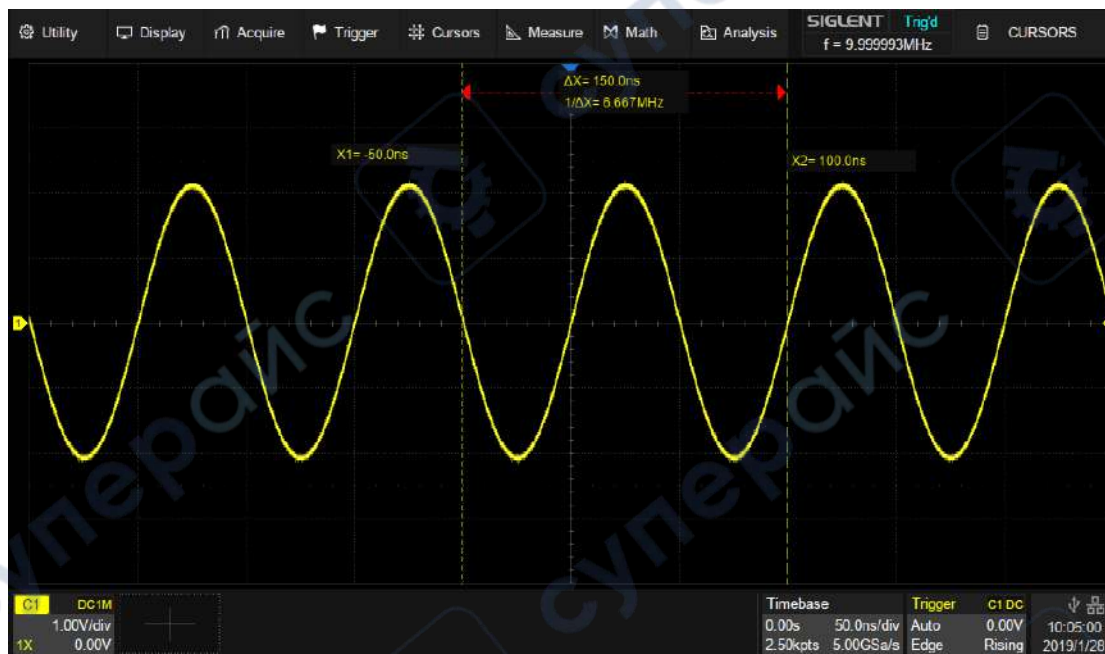 Utility Display Acquire Trigger Cursors Measure Math Analysis SIGLENT Trig'd CURSORS
f = 9.999993MHz
ΔX= 150.0ns
1/ΔX= 6.667MHz
X1= -50.0ns
X2= 100.0ns
1
C1 DC1M
1.00V/div
1X 0.00V
Timebase
0.00s 50.0ns/div
2.50kpts 5.00GSa/s
Trigger C1 DC
Auto 0.00V
Edge Rising
10:05:00
2019/1/28
суперайс
суперайс